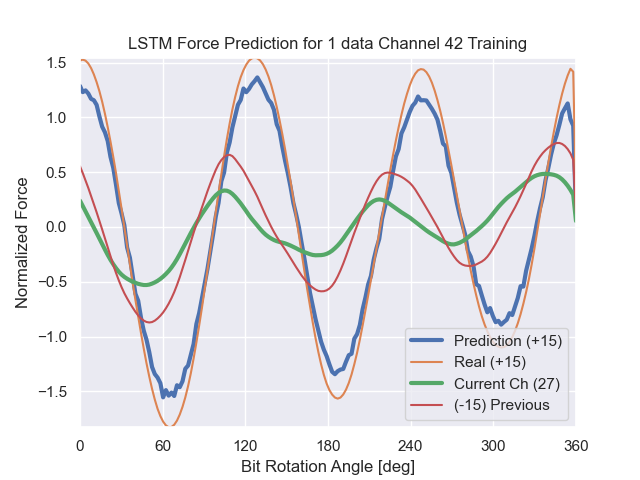 LSTM Force Prediction for 1 data Channel 42 Training
1.5
1.0
0.5
0.0
−0.5
−1.0
−1.5
Normalized Force
Prediction (+15)
Real (+15)
Current Ch (27)
(-15) Previous
0 60 120 180 240 300 360
Bit Rotation Angle [deg]